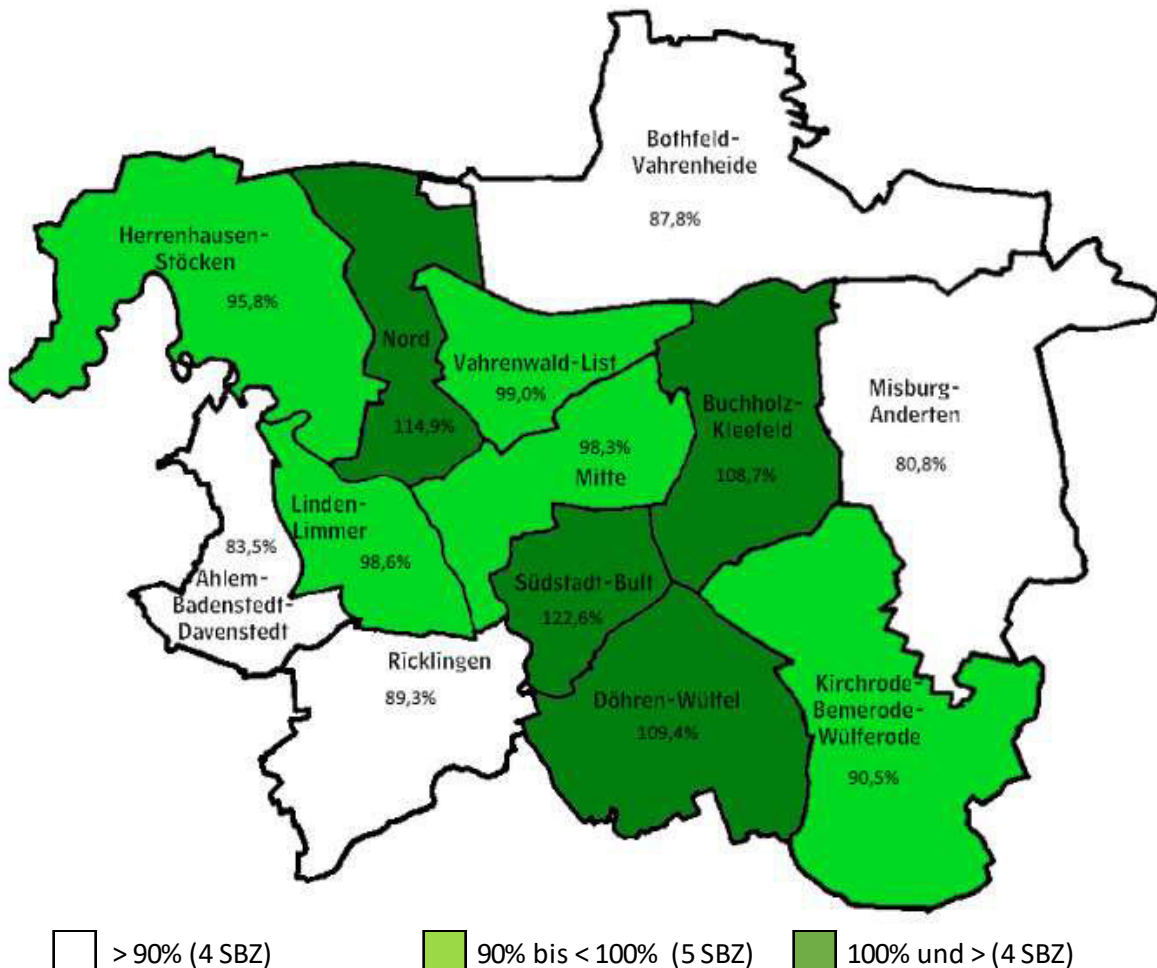 Bothfeld-
Vahrenheide
87,8%
Herrenhausen-
Stöcken
95,8%
Nord
114,9%
Vahrenwald-List
99,0%
Buchholz-
Kleefeld
108,7%
Misburg-
Anderten
80,8%
98,3%
Mitte
Linden-
Limmer
98,6%
83,5%
Ahlem-
Badenstedt-
Davenstedt
Südstadt-Bult
122,6%
Ricklingen
89,3%
Döhren-Wülfel
109,4%
Kirchrode-
Bemerode-
Wülferode
90,5%
> 90% (4 SBZ)
90% bis < 100% (5 SBZ)
100% und > (4 SBZ)